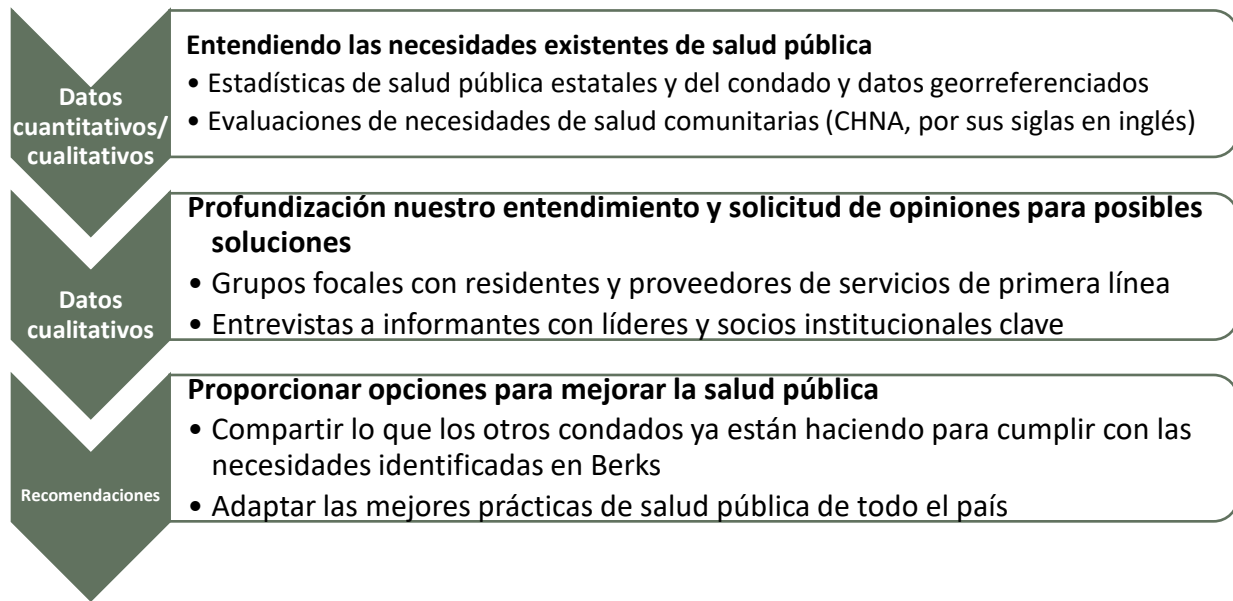 Datos
cuantitativos/
cualitativos
Entendiendo las necesidades existentes de salud pública
• Estadísticas de salud pública estatales y del condado y datos georreferenciados
• Evaluaciones de necesidades de salud comunitarias (CHNA, por sus siglas en inglés)
Datos
cualitativos
Profundización nuestro entendimiento y solicitud de opiniones para posibles
soluciones
• Grupos focales con residentes y proveedores de servicios de primera línea
• Entrevistas a informantes con líderes y socios institucionales clave
Recomendaciones
Proporcionar opciones para mejorar la salud pública
• Compartir lo que los otros condados ya están haciendo para cumplir con las
necesidades identificadas en Berks
• Adaptar las mejores prácticas de salud pública de todo el país